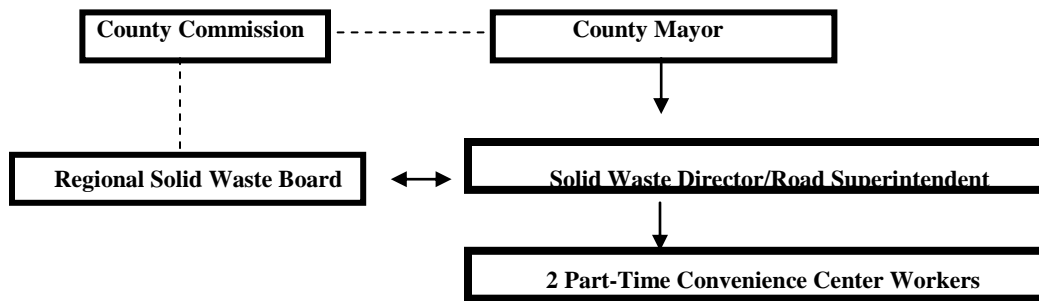 County Commission
County Mayor
Regional Solid Waste Board
Solid Waste Director/Road Superintendent
2 Part-Time Convenience Center Workers